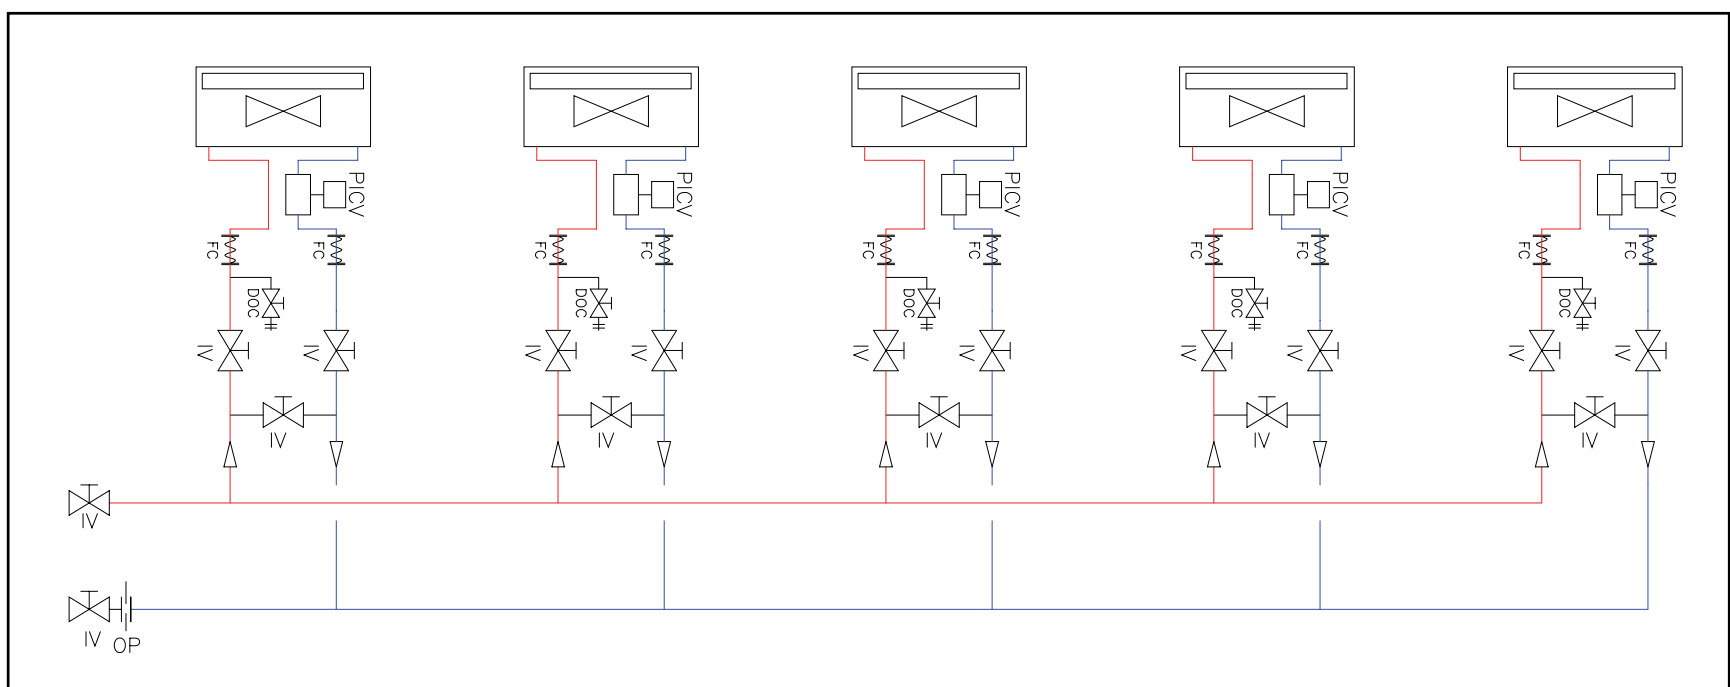 PICV PICV PICV PICV PICV
FC FC FC FC FC FC FC FC FC FC
DOC DOC DOC DOC DOC
IV IV IV IV IV IV IV IV IV IV
IV IV IV IV IV
IV
IV OP